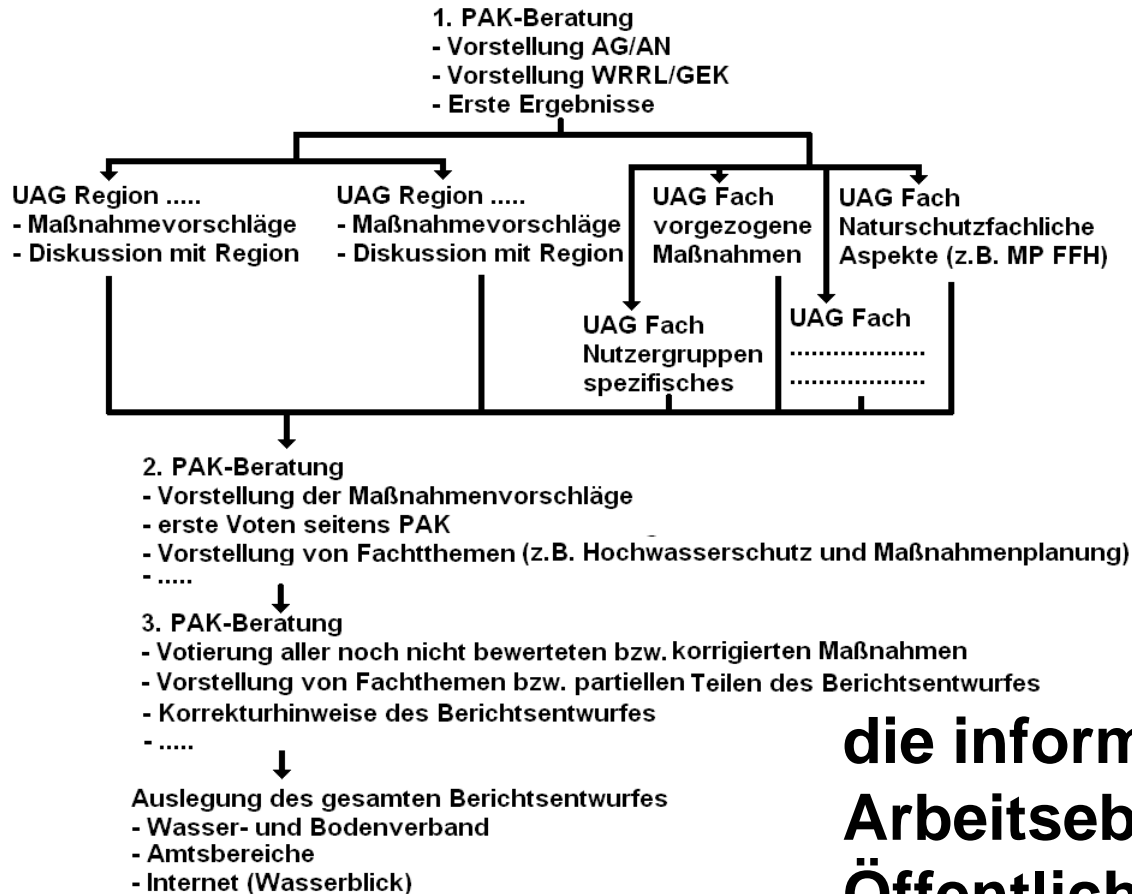 1. PAK-Beratung
- Vorstellung AG/AN
- Vorstellung WRRL/GEK
- Erste Ergebnisse
UAG Region .....
- Maßnahmevorschläge
- Diskussion mit Region
UAG Region .....
- Maßnahmevorschläge
- Diskussion mit Region
UAG Fach
vorgezogene
Maßnahmen
UAG Fach
Naturschutzfachliche
Aspekte (z.B. MP FFH)
UAG Fach
Nutzergruppen
spezifisches
UAG Fach
...................
...................
2. PAK-Beratung
- Vorstellung der Maßnahmenvorschläge
- erste Voten seitens PAK
- Vorstellung von Fachtthemen (z.B. Hochwasserschutz und Maßnahmenplanung)
- .....
3. PAK-Beratung
- Votierung aller noch nicht bewerteten bzw. korrigierten Maßnahmen
- Vorstellung von Fachthemen bzw. partiellen Teilen des Berichtsentwurfes
- Korrekturhinweise des Berichtsentwurfes
- .....
Auslegung des gesamten Berichtsentwurfes
- Wasser- und Bodenverband
- Amtsbereiche
- Internet (Wasserblick)
die inform
Arbeitseb
Öffentlich